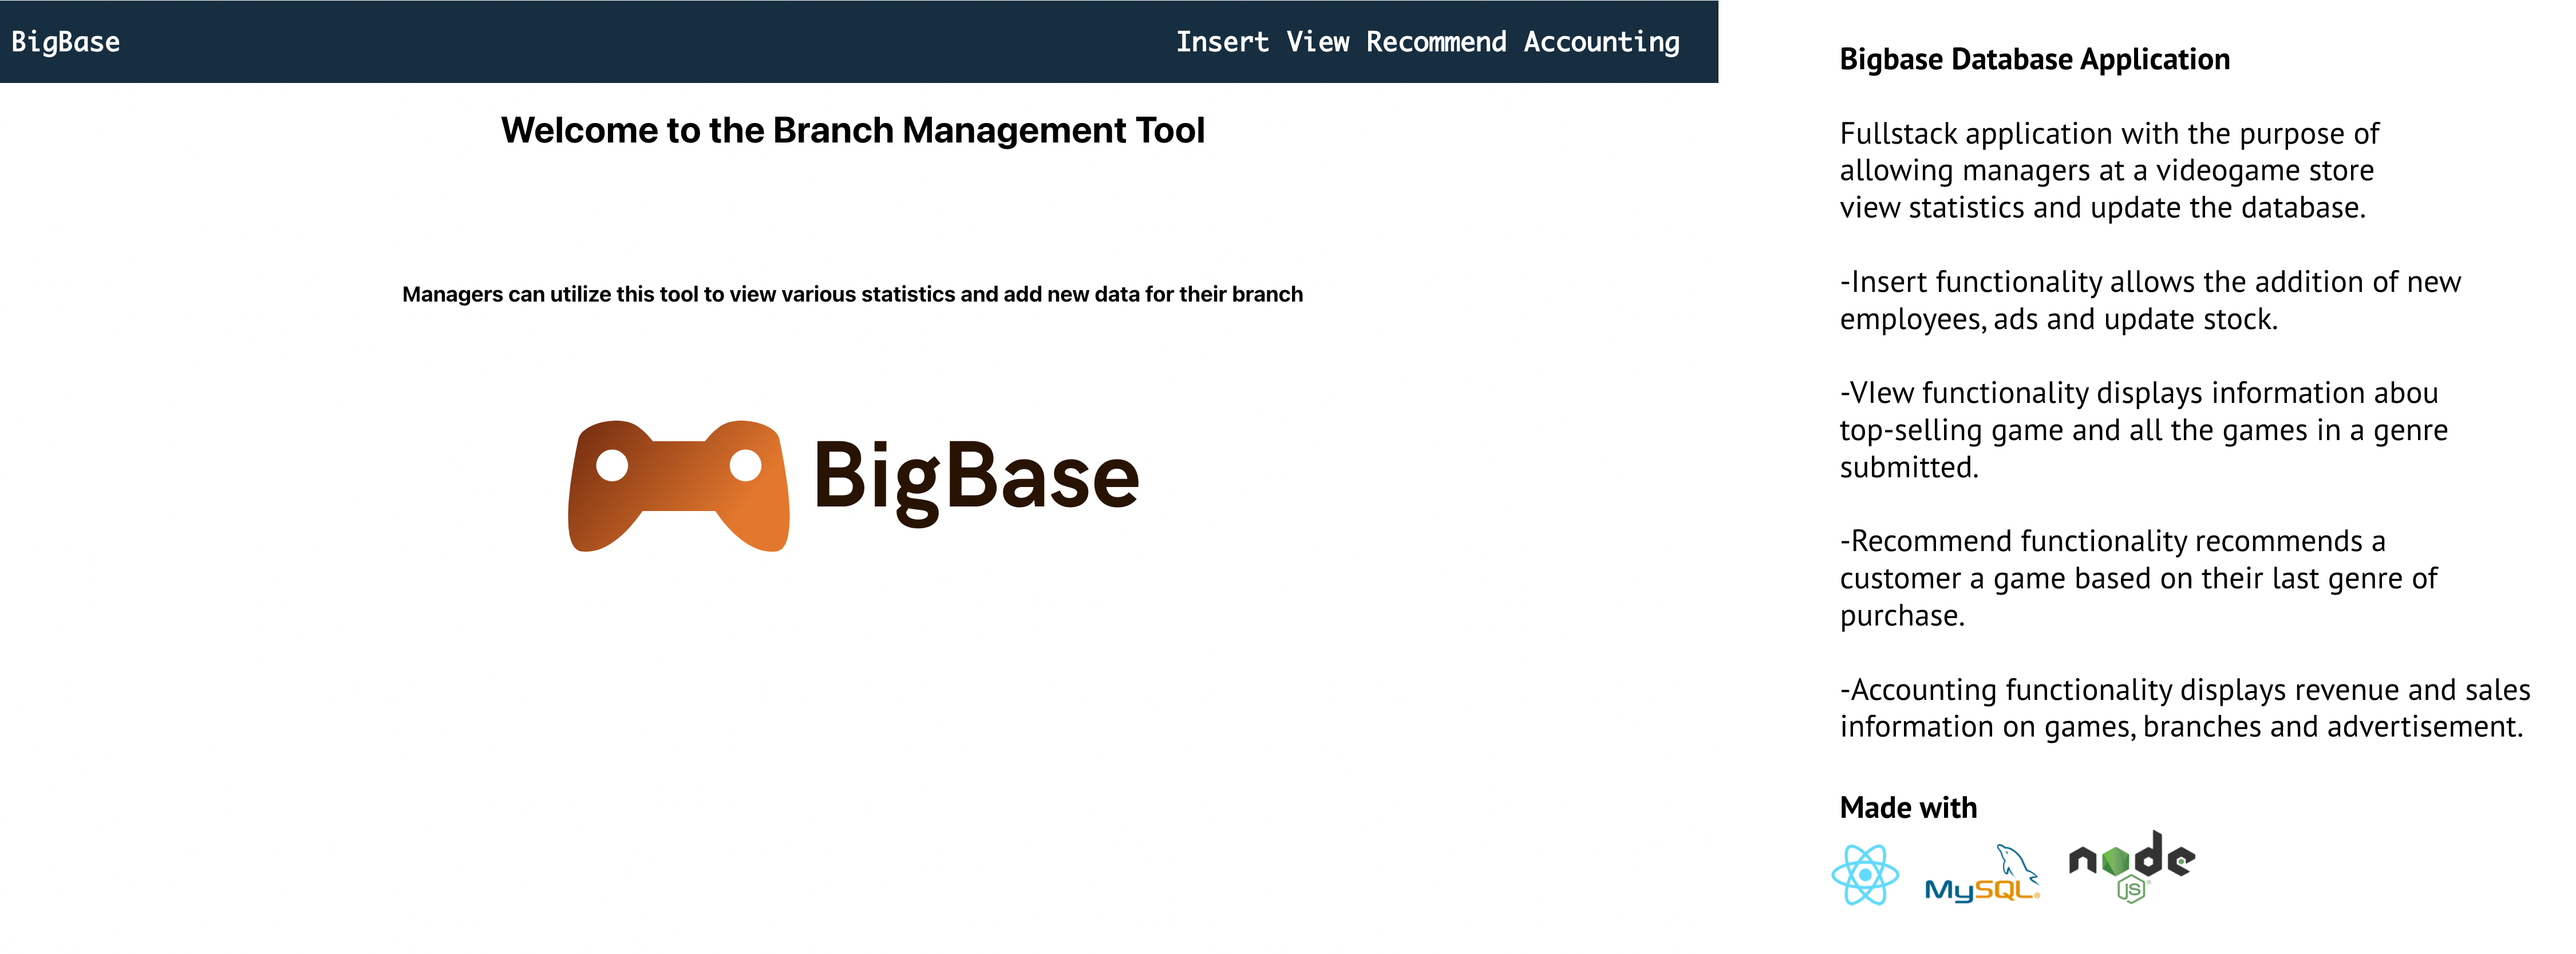 BigBase
Insert View Recommend Accounting
Welcome to the Branch Management Tool
Managers can utilize this tool to view various statistics and add new data for their branch
BigBase
Bigbase Database Application
Fullstack application with the purpose of
allowing managers at a videogame store
view statistics and update the database.
-Insert functionality allows the addition of new
employees, ads and update stock.
-VIew functionality displays information abou
top-selling game and all the games in a genre
submitted.
-Recommend functionality recommends a
customer a game based on their last genre of
purchase.
-Accounting functionality displays revenue and sales
information on games, branches and advertisement.
Made with
MySQL®
node
JS®